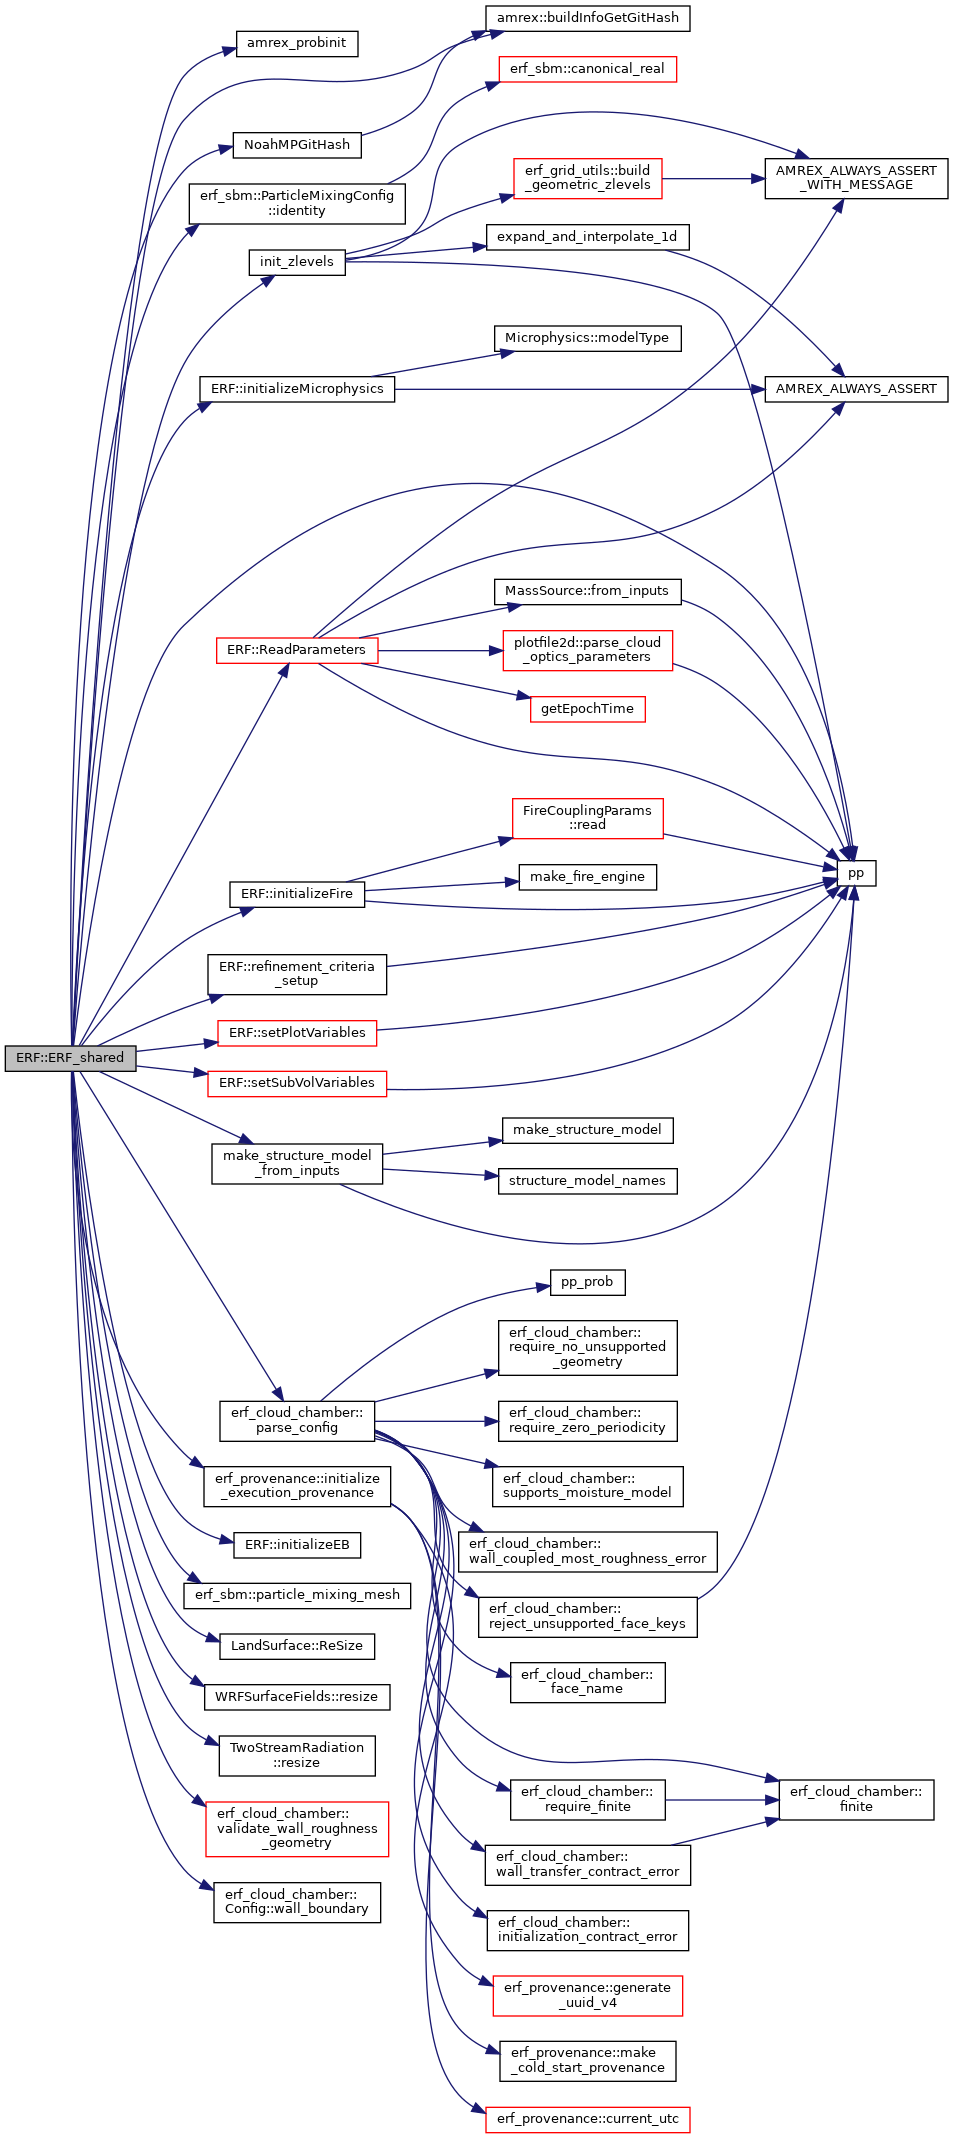 amrex::buildInfoGetGitHash
amrex_probinit
erf_sbm::canonical_real
NoahMPGitHash
erf_grid_utils::build
_geometric_zlevels
AMREX_ALWAYS_ASSERT
_WITH_MESSAGE
erf_sbm::ParticleMixingConfig
::identity
expand_and_interpolate_1d
init_zlevels
Microphysics::modelType
ERF::initializeMicrophysics
AMREX_ALWAYS_ASSERT
MassSource::from_inputs
ERF::ReadParameters
plotfile2d::parse_cloud
_optics_parameters
getEpochTime
FireCouplingParams
::read
pp
make_fire_engine
ERF::initializeFire
ERF::refinement_criteria
_setup
ERF::setPlotVariables
ERF::ERF_shared
ERF::setSubVolVariables
make_structure_model
make_structure_model
_from_inputs
structure_model_names
pp_prob
erf_cloud_chamber::
require_no_unsupported
_geometry
erf_cloud_chamber::
parse_config
erf_cloud_chamber::
require_zero_periodicity
erf_provenance::initialize
_execution_provenance
erf_cloud_chamber::
supports_moisture_model
ERF::initializeEB
erf_cloud_chamber::
wall_coupled_most_roughness_error
erf_sbm::particle_mixing_mesh
erf_cloud_chamber::
reject_unsupported_face_keys
LandSurface::ReSize
erf_cloud_chamber::
face_name
WRFSurfaceFields::resize
TwoStreamRadiation
::resize
erf_cloud_chamber::
require_finite
erf_cloud_chamber::
finite
erf_cloud_chamber::
validate_wall_roughness
_geometry
erf_cloud_chamber::
wall_transfer_contract_error
erf_cloud_chamber::
Config::wall_boundary
erf_cloud_chamber::
initialization_contract_error
erf_provenance::generate
_uuid_v4
erf_provenance::make
_cold_start_provenance
erf_provenance::current_utc